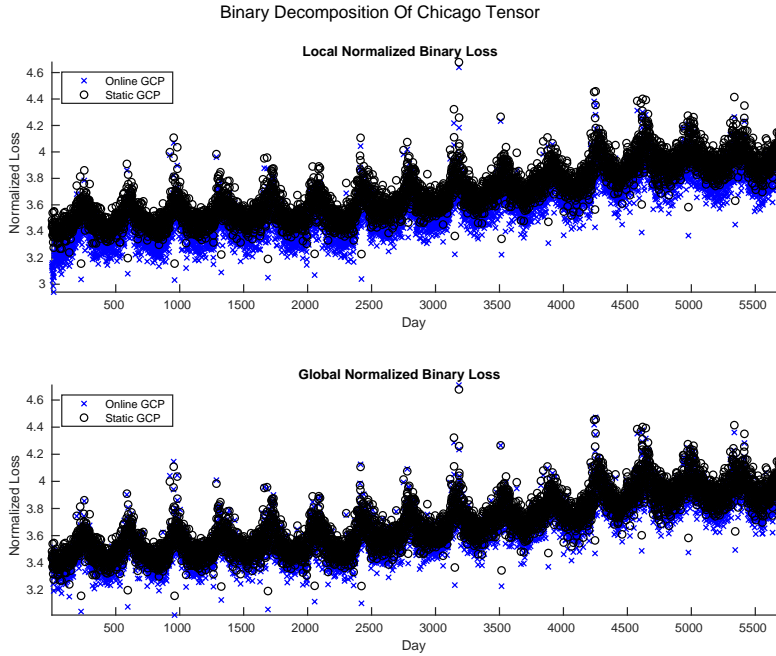 Binary Decomposition Of Chicago Tensor
Local Normalized Binary Loss
Online GCP
Static GCP
4.6
4.4
4.2
4
3.8
3.6
3.4
3.2
3
Normalized Loss
500 1000 1500 2000 2500 3000 3500 4000 4500 5000 5500
Day
Global Normalized Binary Loss
Online GCP
Static GCP
4.6
4.4
4.2
4
3.8
3.6
3.4
3.2
Normalized Loss
500 1000 1500 2000 2500 3000 3500 4000 4500 5000 5500
Day